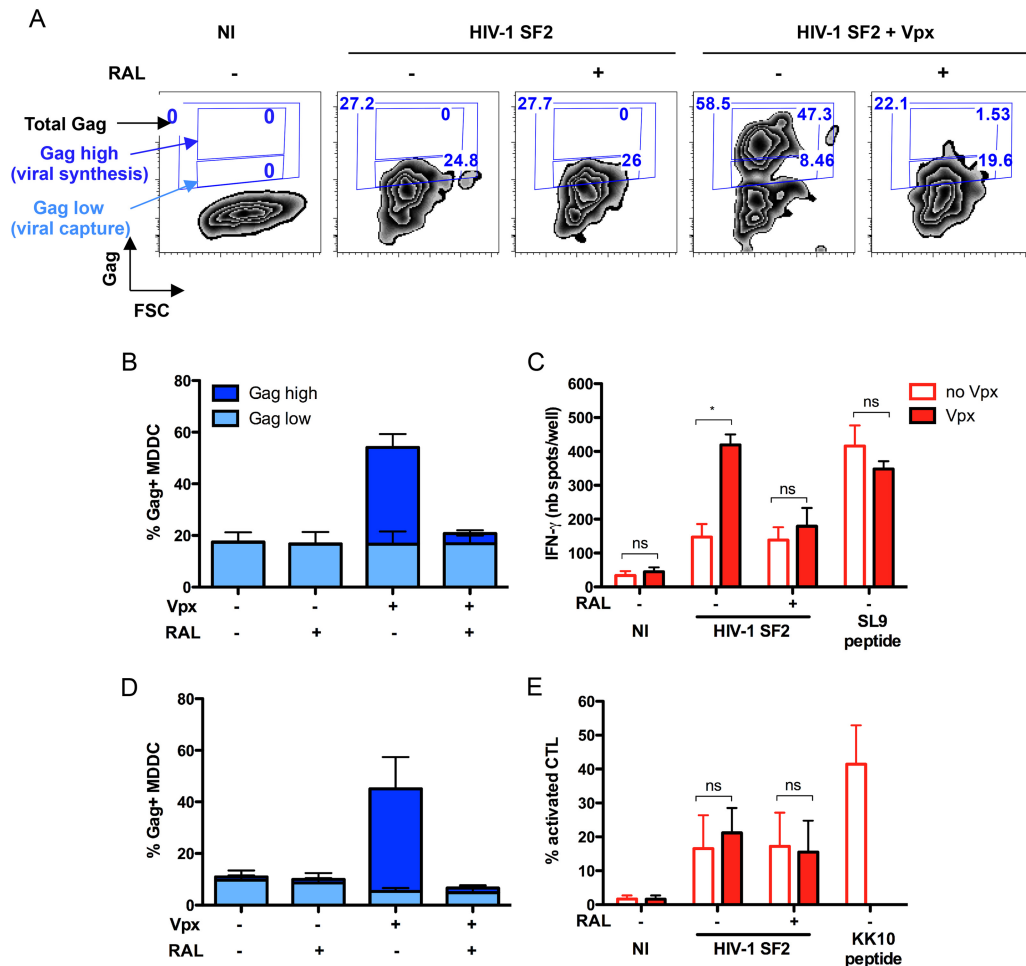 A
NI
HIV-1 SF2
HIV-1 SF2 + Vpx
RAL - - + - +
Total Gag
Gag high
(viral synthesis)
Gag low
(viral capture)
0 0 0
27.2 0 24.8
27.7 0 26
58.5 47.3 8.46
22.1 1.53 19.6
Gag
FSC
B
80
60
40
20
0
% Gag+ MDDC
Gag high
Gag low
Vpx - - + +
RAL - + - +
C
600
500
400
300
200
100
0
IFN-γ (nb spots/well)
no Vpx
Vpx
ns
*
ns
ns
RAL - - + -
NI
HIV-1 SF2
SL9
peptide
D
80
60
40
20
0
% Gag+ MDDC
Vpx - - + +
RAL - + - +
E
60
50
40
30
20
10
0
% activated CTL
ns
ns
RAL - - + -
NI
HIV-1 SF2
KK10
peptide